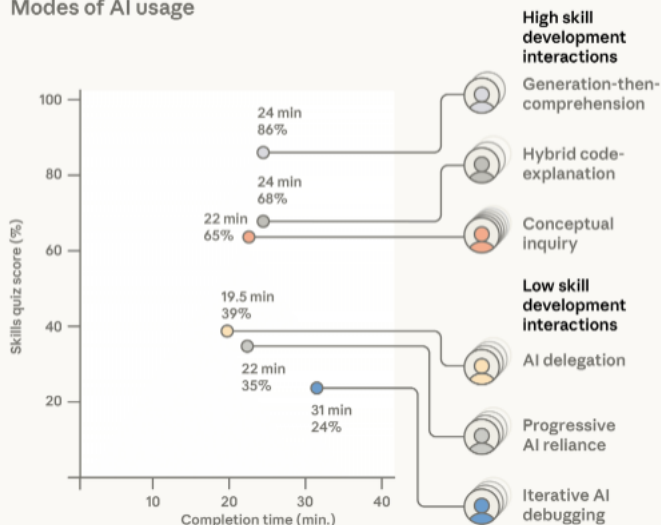 Modes of AI usage
High skill
development
interactions
Generation-then-
comprehension
Hybrid code-
explanation
Conceptual
inquiry
Low skill
development
interactions
AI delegation
Progressive
AI reliance
Iterative AI
debugging
Skills quiz score (%)
100
80
60
40
20
24 min
86%
24 min
68%
22 min
65%
19.5 min
39%
22 min
35%
31 min
24%
10
20
30
40
Completion time (min.)